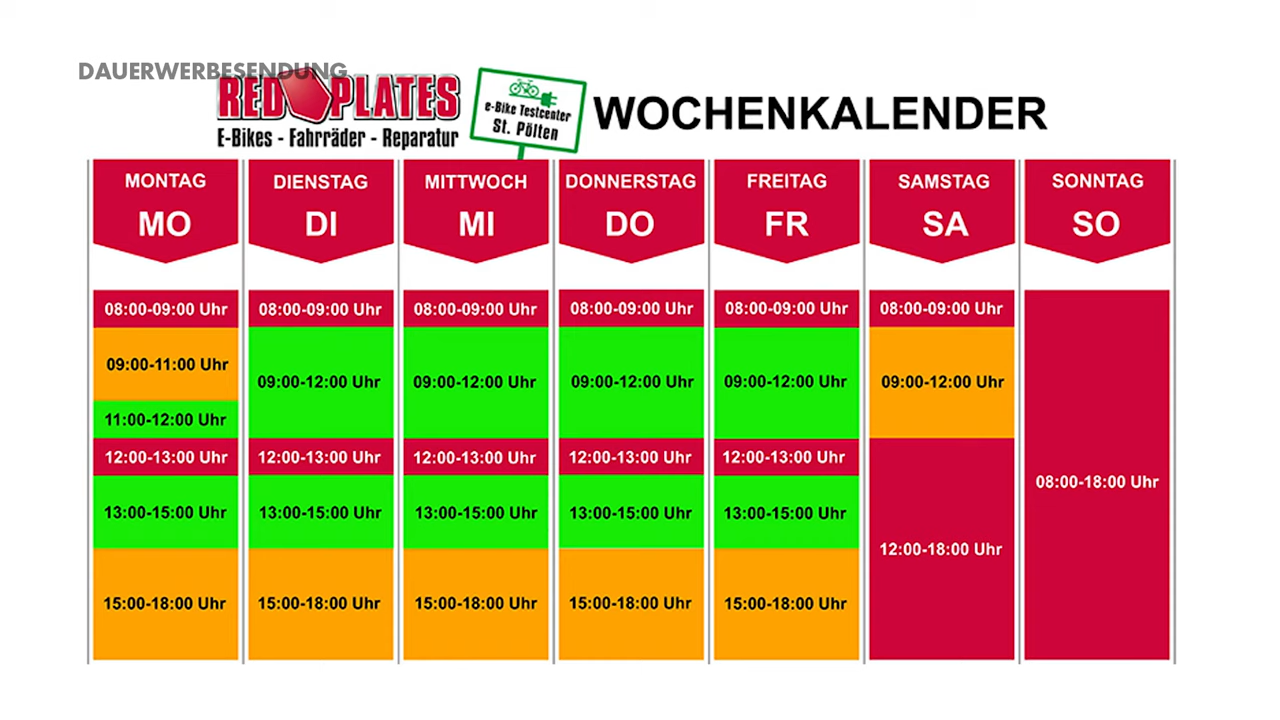 DAUERWERBESENDUNG
RED PLATES
E-Bikes - Fahrräder - Reparatur
e-Bike Testcenter
St. Pölten
WOCHENKALENDER
MONTAG
MO
08:00-09:00 Uhr
09:00-11:00 Uhr
11:00-12:00 Uhr
12:00-13:00 Uhr
13:00-15:00 Uhr
15:00-18:00 Uhr
DIENSTAG
DI
08:00-09:00 Uhr
09:00-12:00 Uhr
12:00-13:00 Uhr
13:00-15:00 Uhr
15:00-18:00 Uhr
MITTWOCH
MI
08:00-09:00 Uhr
09:00-12:00 Uhr
12:00-13:00 Uhr
13:00-15:00 Uhr
15:00-18:00 Uhr
DONNERSTAG
DO
08:00-09:00 Uhr
09:00-12:00 Uhr
12:00-13:00 Uhr
13:00-15:00 Uhr
15:00-18:00 Uhr
FREITAG
FR
08:00-09:00 Uhr
09:00-12:00 Uhr
12:00-13:00 Uhr
13:00-15:00 Uhr
15:00-18:00 Uhr
SAMSTAG
SA
08:00-09:00 Uhr
09:00-12:00 Uhr
12:00-18:00 Uhr
SONNTAG
SO
08:00-18:00 Uhr